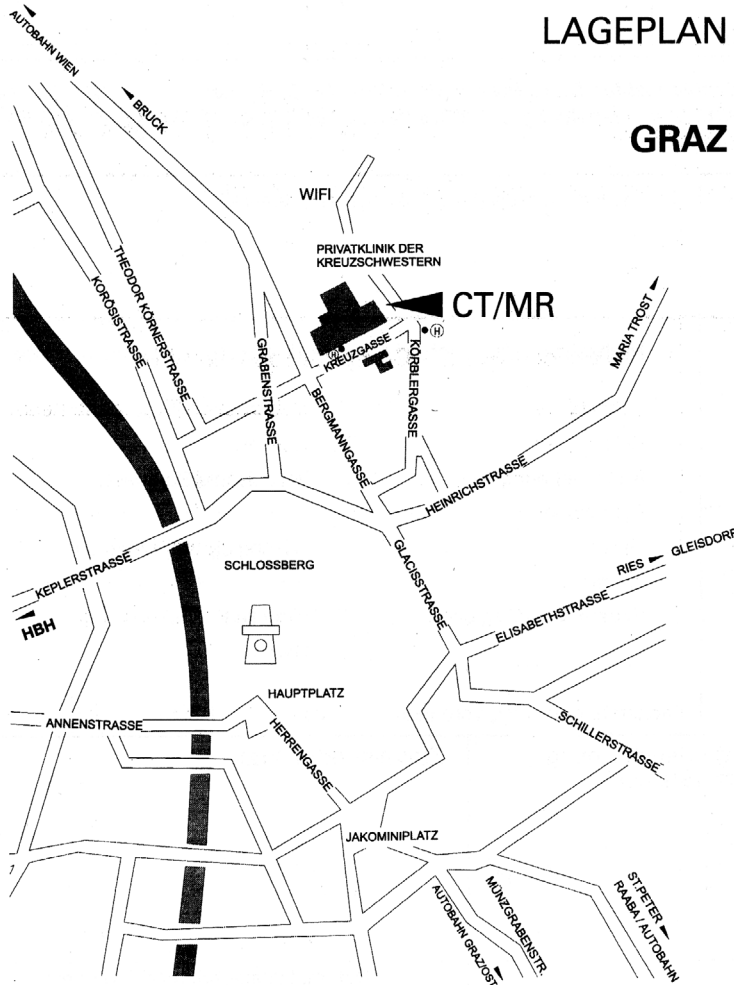 LAGEPLAN
GRAZ
AUTOBAHN WIEN
BRUCK
WIFI
PRIVATKLINIK DER
KREUZSCHWESTERN
CT/MR
H
H
KREUZGASSE
THEODOR KÖRNERSTRASSE
KORÖSISTRASSE
GRABENSTRASSE
BERGMANNGASSE
KÖRBLERGASSE
MARIA TROST
HEINRICHSTRASSE
GLACISSTRASSE
KEPLERSTRASSE
HBH
SCHLOSSBERG
RIES
GLEISDORF
ELISABETHSTRASSE
HAUPTPLATZ
ANNENSTRASSE
HERRENGASSE
SCHILLERSTRASSE
JAKOMINIPLATZ
AUTOBAHN GRAZ/OST
MÜNZGRABENSTR.
ST.PETER
RAABA / AUTOBAHN